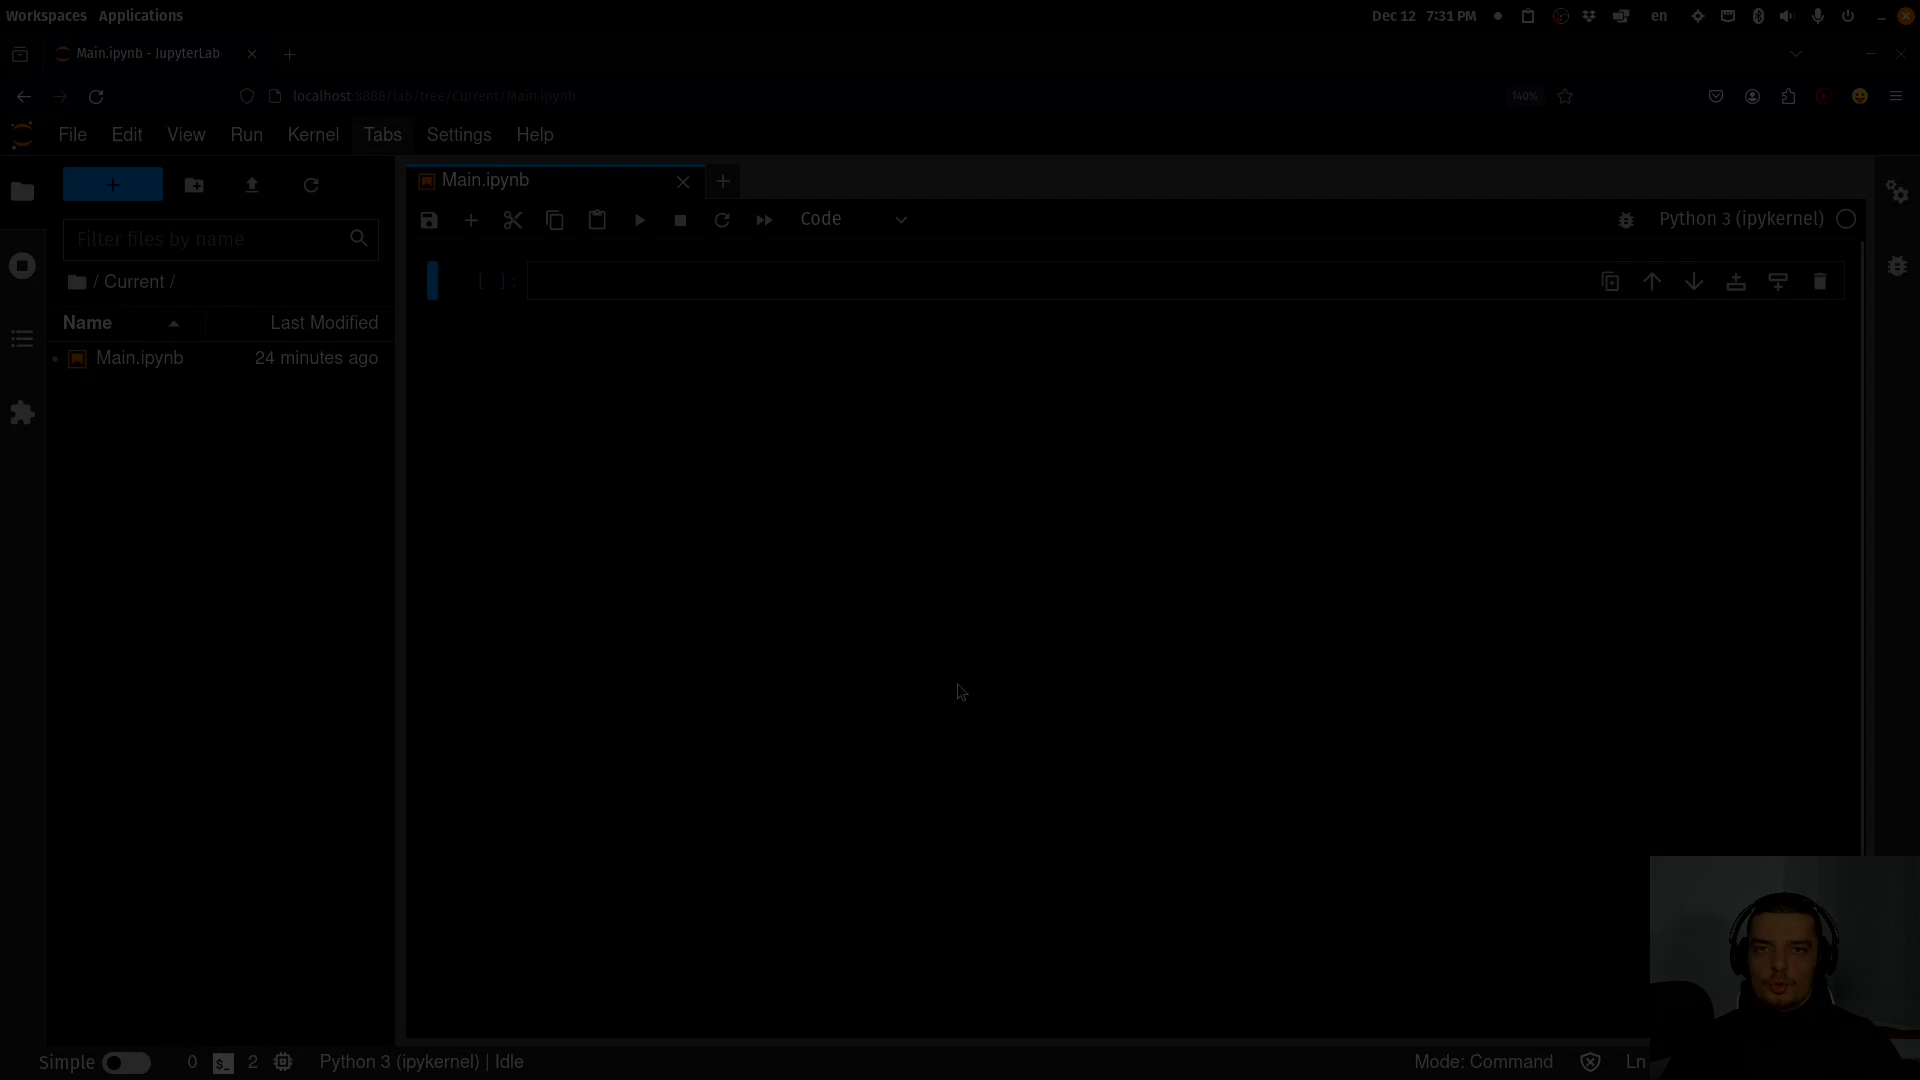 Workspaces Applications
Dec 12 7:31 PM
en
Main.ipynb - JupyterLab
localhost:8888/lab/tree/Current/Main.ipynb
140%
File Edit View Run Kernel Tabs Settings Help
Main.ipynb
Code
Python 3 (ipykernel)
Filter files by name
/ Current /
[ ]:
Name
Last Modified
Main.ipynb
24 minutes ago
Simple
0
$_
2
Python 3 (ipykernel) | Idle
Mode: Command
Ln